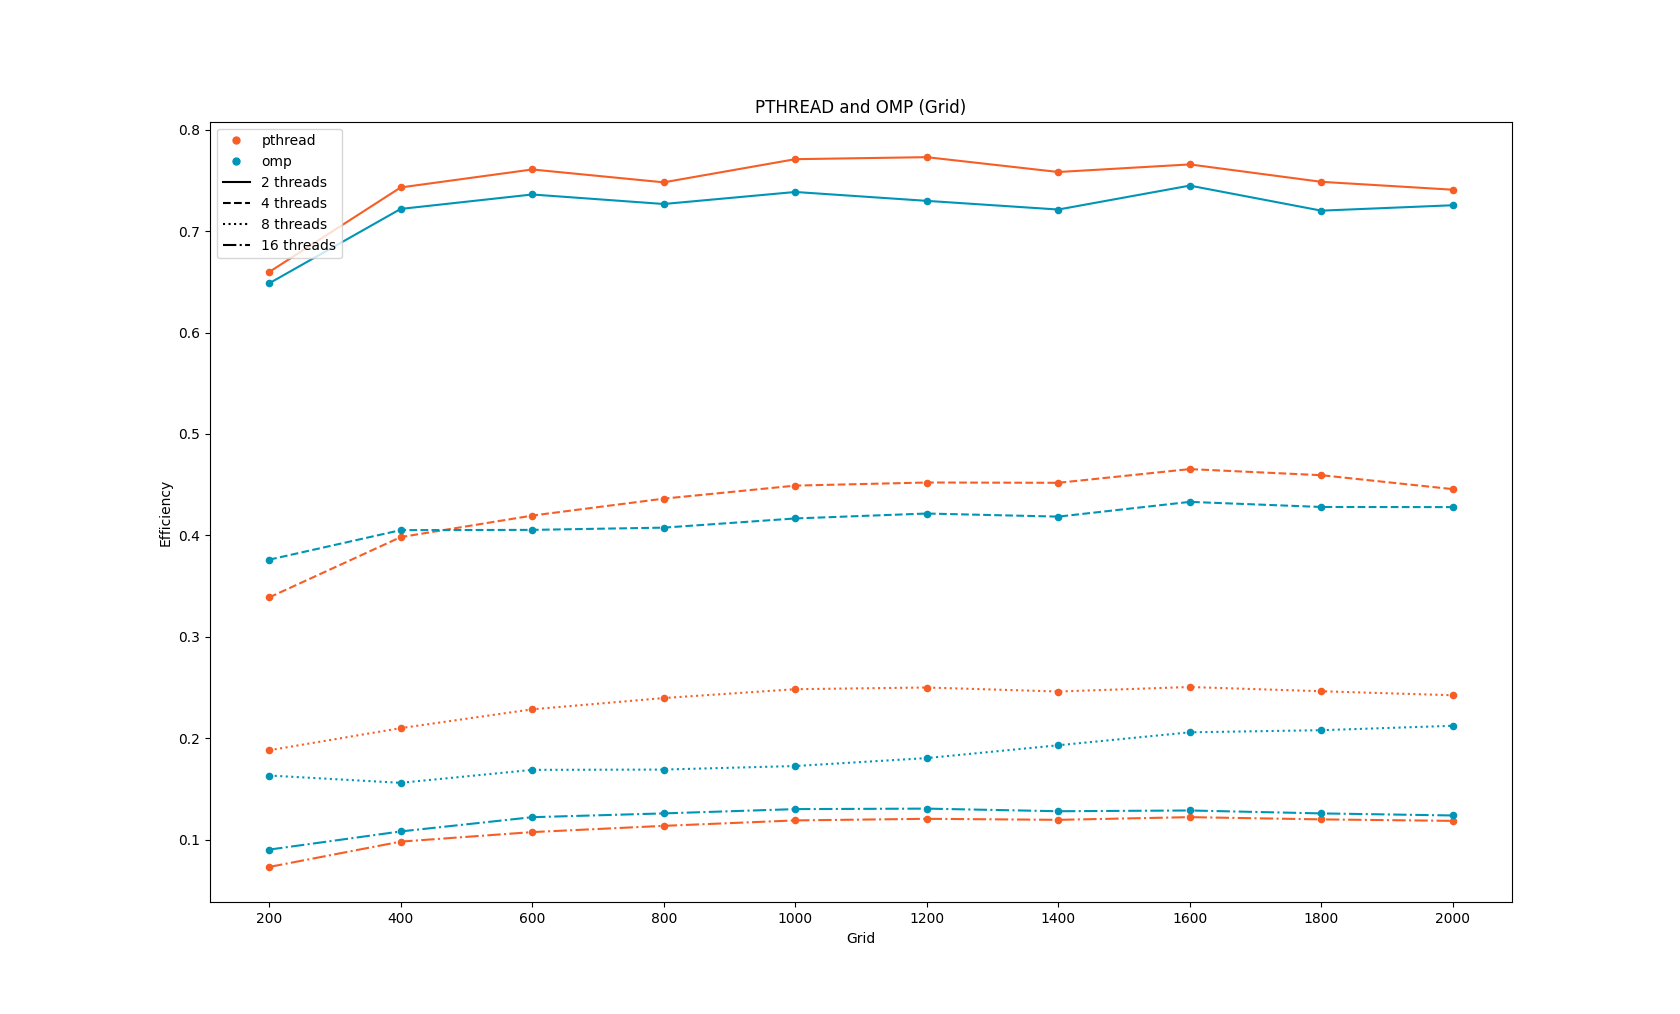 PTHREAD and OMP (Grid)
pthread
omp
2 threads
4 threads
8 threads
16 threads
Efficiency
0.8
0.7
0.6
0.5
0.4
0.3
0.2
0.1
200 400 600 800 1000 1200 1400 1600 1800 2000
Grid